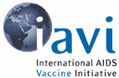 iavi
International AIDS
Vaccine Initiative